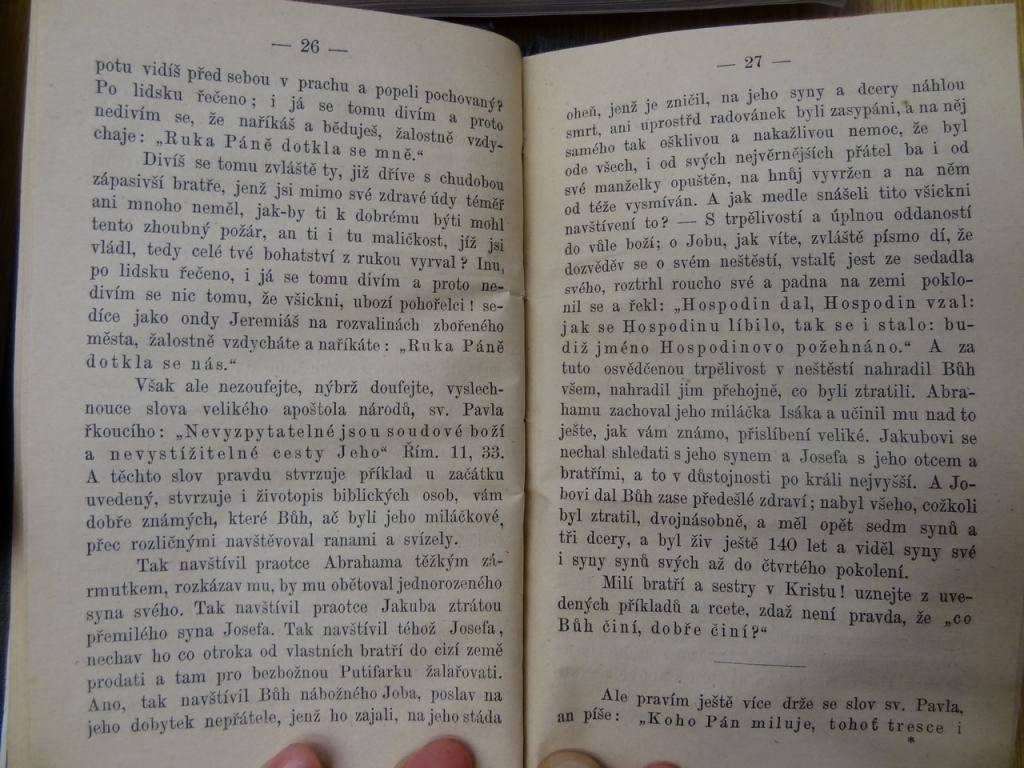 — 26 —
potu vidíš před sebou v prachu a popeli pochovaný?
Po lidsku řečeno; i já se tomu divím a proto
nedivím se, že naříkáš a běduješ, žalostně vzdy-
chaje: „Ruka Páně dotkla se mně.“
Divíš se tomu zvláště ty, již dříve s chudobou
zápasivší bratře, jenž jsi mimo své zdravé údy téměř
ani mnoho neměl, jak-by ti k dobrému býti mohl
tento zhoubný požár, an ti i tu maličkost, jíž jsi
vládl, tedy celé tvé bohatství z rukou vyrval? Inu,
po lidsku řečeno, i já se tomu divím a proto ne-
divím se nic tomu, že všickni, ubozí pohořelci! se-
díce jako ondy Jeremiáš na rozvalinách zbořeného
města, žalostně vzdycháte a naříkáte: „Ruka Páně
dotkla se nás.“
Však ale nezoufejte, nýbrž doufejte, vyslech-
nouce slova velikého apoštola národů, sv. Pavla
řkoucího: „Nevyzpytatelné jsou soudové boží
a nevystížitelné cesty Jeho“ Řím. 11, 33.
A těchto slov pravdu stvrzuje příklad u začátku
uvedený, stvrzuje i životopis biblických osob, vám
dobře známých, které Bůh, ač byli jeho miláčkové,
přec rozličnými navštěvoval ranami a svízely.
Tak navštívil praotce Abrahama těžkým zár-
mutkem, rozkázav mu, by mu obětoval jednorozeného
syna svého. Tak navštívil praotce Jakuba ztrátou
přemilého syna Josefa. Tak navštívil téhož Josefa,
nechav ho co otroka od vlastních bratří do cizí země
prodati a tam pro bezbožnou Putifarku žalařovati.
Ano, tak navštívil Bůh nábožného Joba, poslav na
jeho dobytek nepřátele, jenž ho zajali, na jeho stáda
— 27 —
oheň, jenž je zničil, na jeho syny a dcery náhlou
smrt, ani uprostřd radovánek byli zasypáni, a na něj
samého tak ošklivou a nakažlivou nemoc, že byl
ode všech, i od svých nejvěrnějších přátel ba i od
své manželky opuštěn, na hnůj vyvržen a na něm
od téže vysmíván. A jak medle snášeli tito všickni
navštívení to? — S trpělivostí a úplnou oddaností
do vůle boží; o Jobu, jak víte, zvláště písmo dí, že
dozvěděv se o svém neštěstí, vstalť jest ze sedadla
svého, roztrhl roucho své a padna na zemi poklo-
nil se a řekl: „Hospodin dal, Hospodin vzal:
jak se Hospodinu líbilo, tak se i stalo: bu-
diž jméno Hospodinovo požehnáno.“ A za
tuto osvědčenou trpělivost v neštěstí nahradil Bůh
všem, nahradil jim přehojně, co byli ztratili. Abra-
hamu zachoval jeho miláčka Isáka a učinil mu nad to
ješte, jak vám známo, přislíbení veliké. Jakubovi se
nechal shledati s jeho synem a Josefa s jeho otcem a
bratřími, a to v důstojnosti po králi nejvyšší. A Jo-
bovi dal Bůh zase předešlé zdraví; nabyl všeho, cožkoli
byl ztratil, dvojnásobně, a měl opět sedm synů a
tři dcery, a byl živ ještě 140 let a viděl syny své
i syny synů svých až do čtvrtého pokolení.
Milí bratří a sestry v Kristu! uznejte z uve-
dených příkladů a rcete, zdaž není pravda, že „co
Bůh činí, dobře činí?“
Ale pravím ještě více drže se slov sv. Pavla,
an píše: „Koho Pán miluje, tohoť tresce i
*